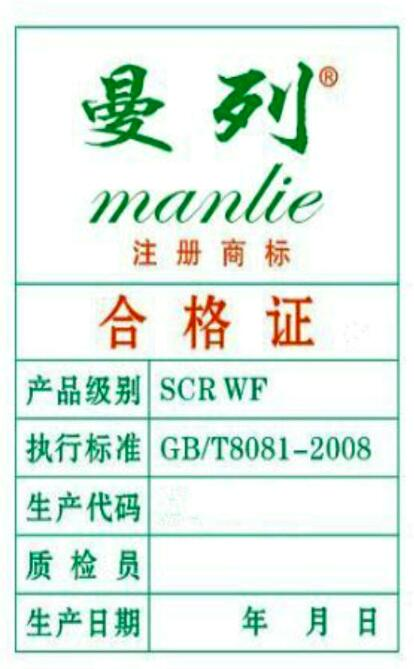 曼列®
manlie
注册商标
合格证
产品级别 SCR WF
执行标准 GB/T8081-2008
生产代码
质检员
生产日期 年 月 日